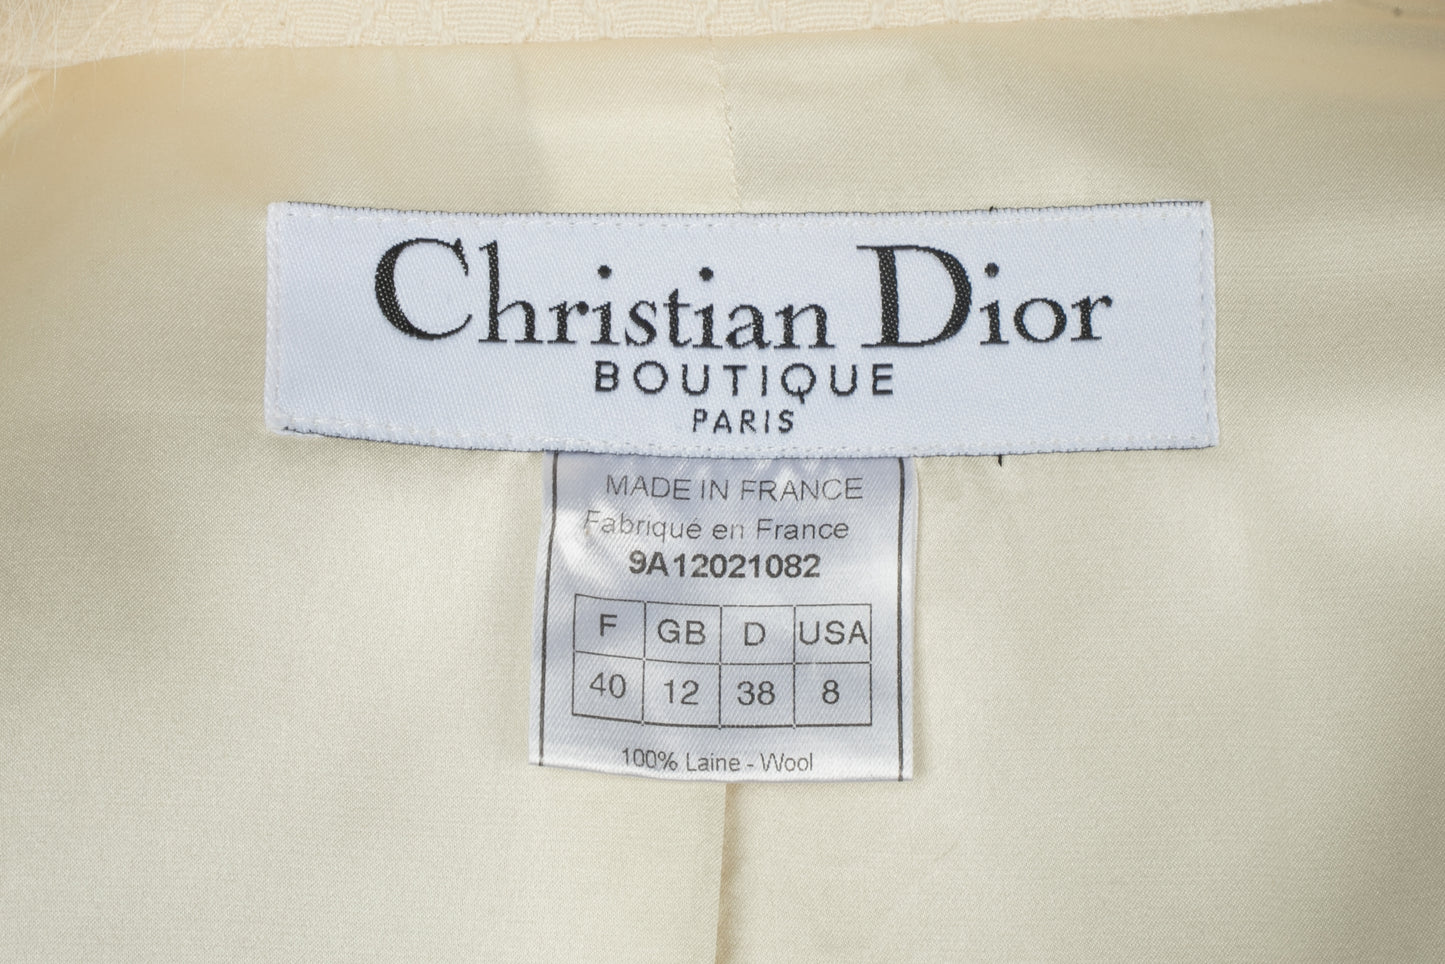 Christian Dior
BOUTIQUE
PARIS
MADE IN FRANCE
Fabriqué en France
9A12021082
F GB D USA
40 12 38 8
100% Laine - Wool